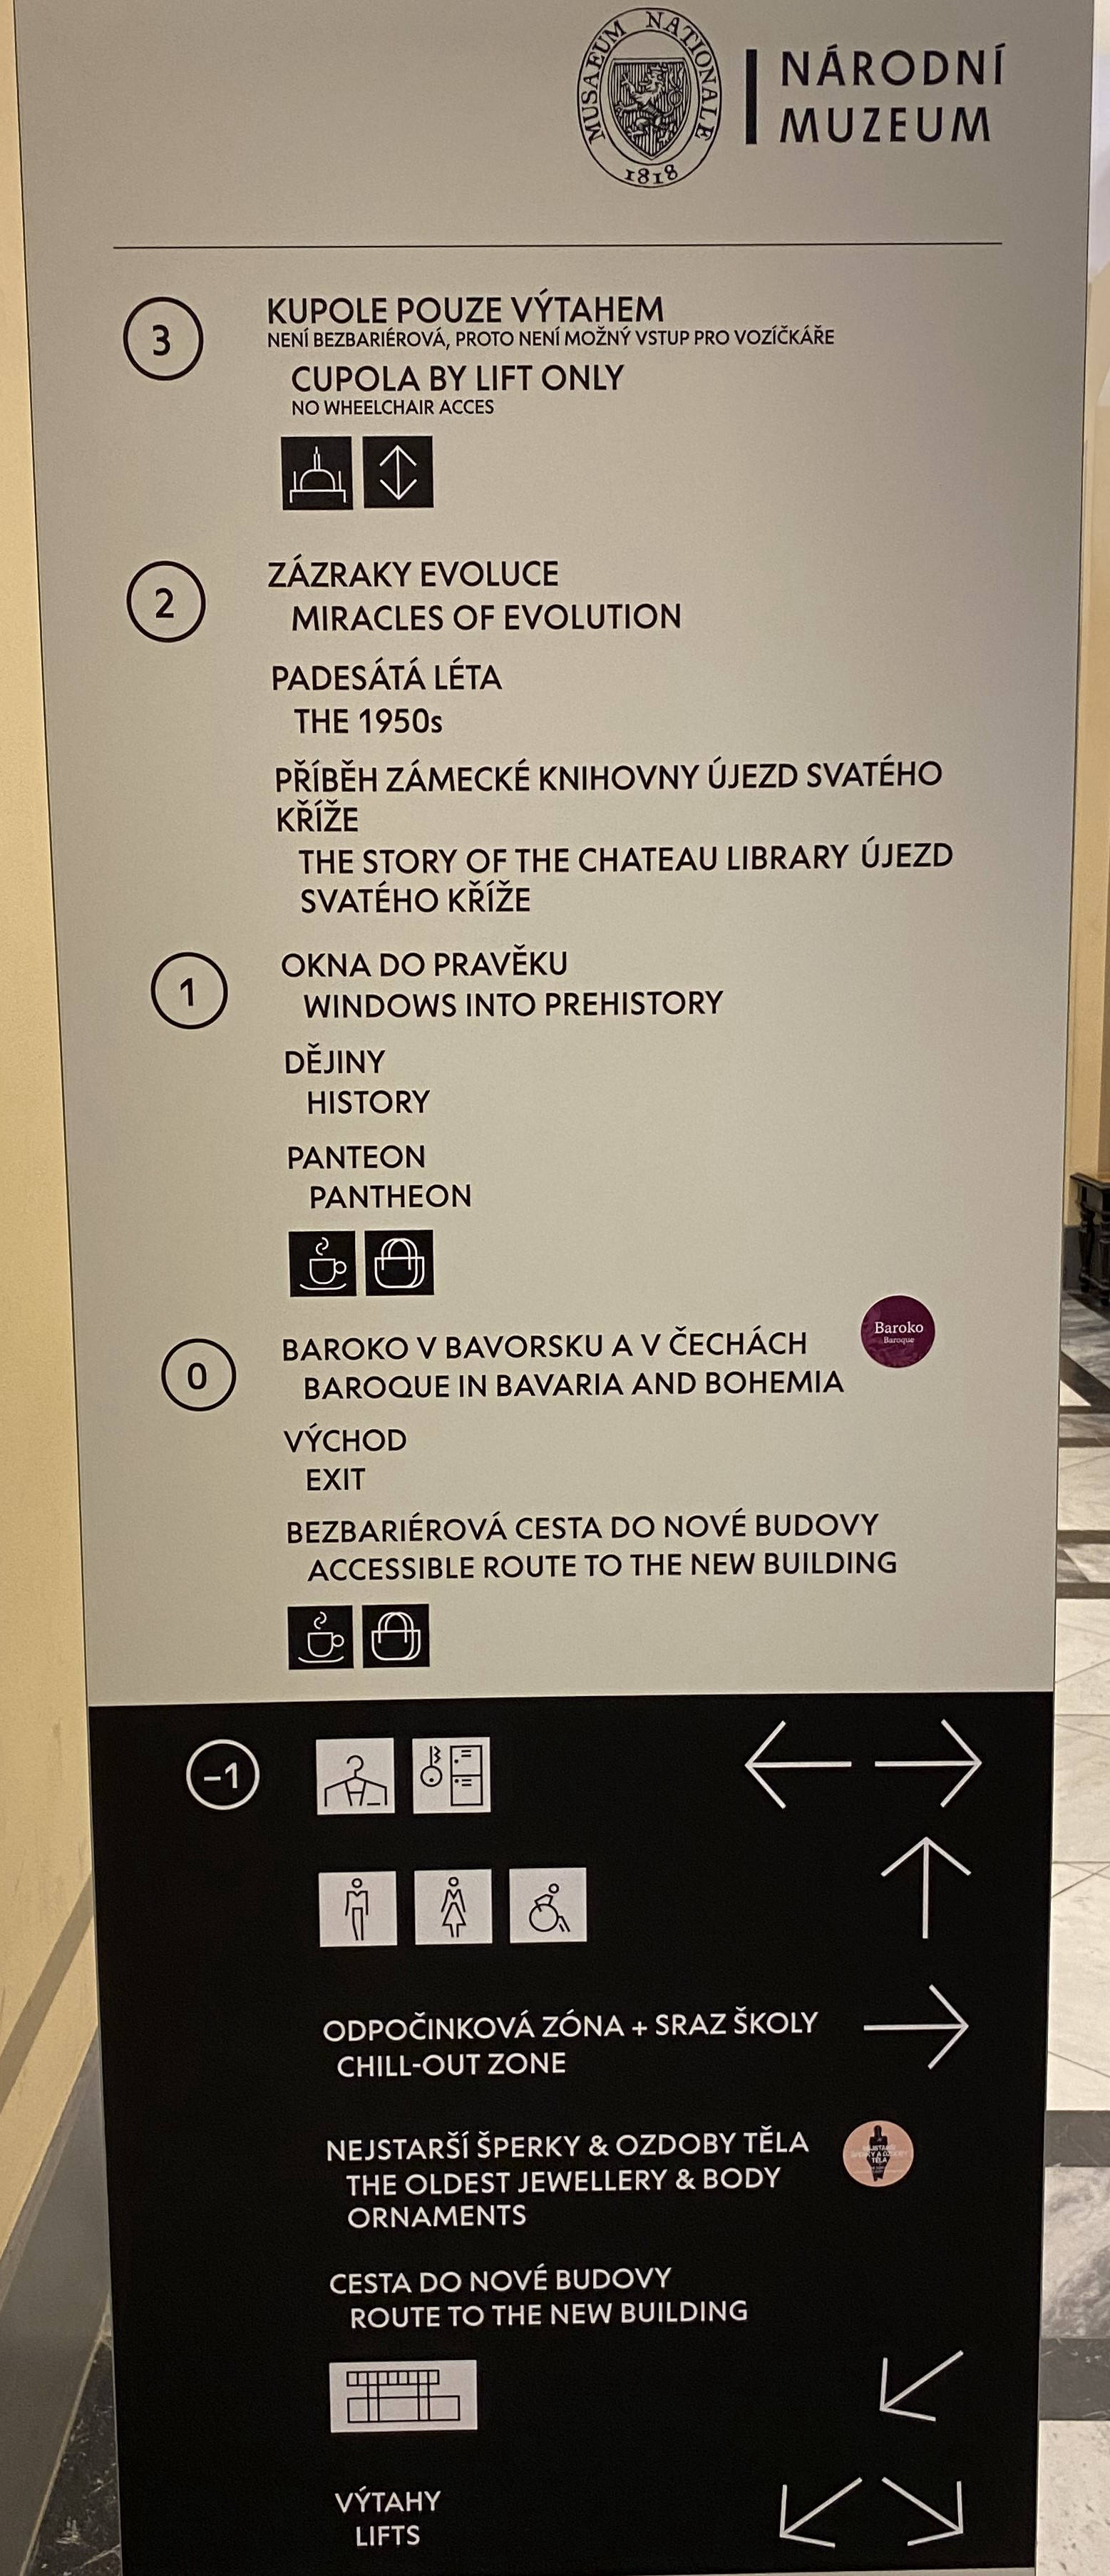 MUSAEUM NATIONALE
1818
NÁRODNÍ
MUZEUM
3
KUPOLE POUZE VÝTAHEM
NENÍ BEZBARIÉROVÁ, PROTO NENÍ MOŽNÝ VSTUP PRO VOZÍČKÁŘE
CUPOLA BY LIFT ONLY
NO WHEELCHAIR ACCES
2
ZÁZRAKY EVOLUCE
MIRACLES OF EVOLUTION
PADESÁTÁ LÉTA
THE 1950s
PŘÍBĚH ZÁMECKÉ KNIHOVNY ÚJEZD SVATÉHO
KŘÍŽE
THE STORY OF THE CHATEAU LIBRARY ÚJEZD
SVATÉHO KŘÍŽE
1
OKNA DO PRAVĚKU
WINDOWS INTO PREHISTORY
DĚJINY
HISTORY
PANTEON
PANTHEON
0
BAROKO V BAVORSKU A V ČECHÁCH
BAROQUE IN BAVARIA AND BOHEMIA
Baroko
Baroque
VÝCHOD
EXIT
BEZBARIÉROVÁ CESTA DO NOVÉ BUDOVY
ACCESSIBLE ROUTE TO THE NEW BUILDING
-1
ODPOČINKOVÁ ZÓNA + SRAZ ŠKOLY
CHILL-OUT ZONE
NEJSTARŠÍ ŠPERKY & OZDOBY TĚLA
THE OLDEST JEWELLERY & BODY
ORNAMENTS
CESTA DO NOVÉ BUDOVY
ROUTE TO THE NEW BUILDING
VÝTAHY
LIFTS